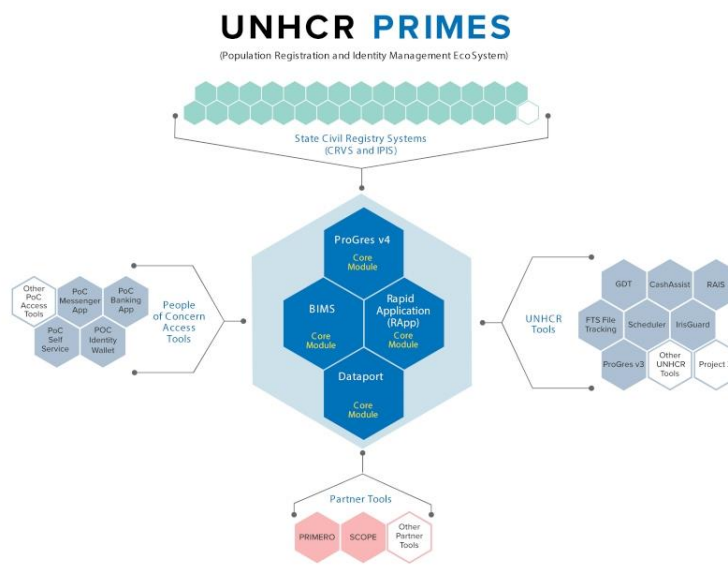 UNHCR PRIMES
(Population Registration and Identity Management EcoSystem)
State Civil Registry Systems
(CRVS and IPIS)
ProGres v4
Core
Module
BIMS
Core
Module
Rapid
Application
(RApp)
Core
Module
Dataport
Core
Module
People
of Concern
Access
Tools
Other
PoC
Access
Tools
PoC
Messenger
App
PoC
Banking
App
PoC
Self
Service
POC
Identity
Wallet
UNHCR
Tools
GDT
CashAssist
RAIS
FTS File
Tracking
Scheduler
IrisGuard
ProGres v3
Other
UNHCR
Tools
Project
Partner Tools
PRIMERO
SCOPE
Other
Partner
Tools